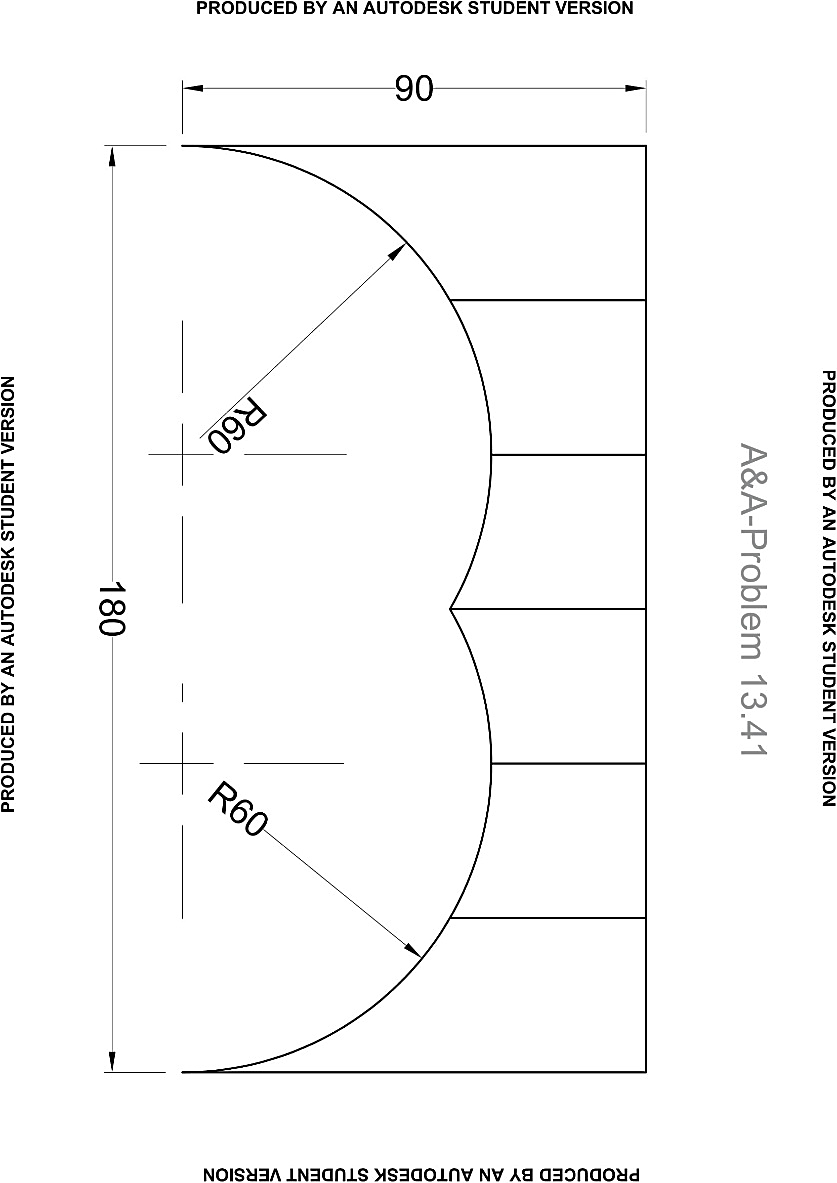 PRODUCED BY AN AUTODESK STUDENT VERSION
90
R60
180
R60
A&A-Problem 13.41
PRODUCED BY AN AUTODESK STUDENT VERSION
PRODUCED BY AN AUTODESK STUDENT VERSION
PRODUCED BY AN AUTODESK STUDENT VERSION